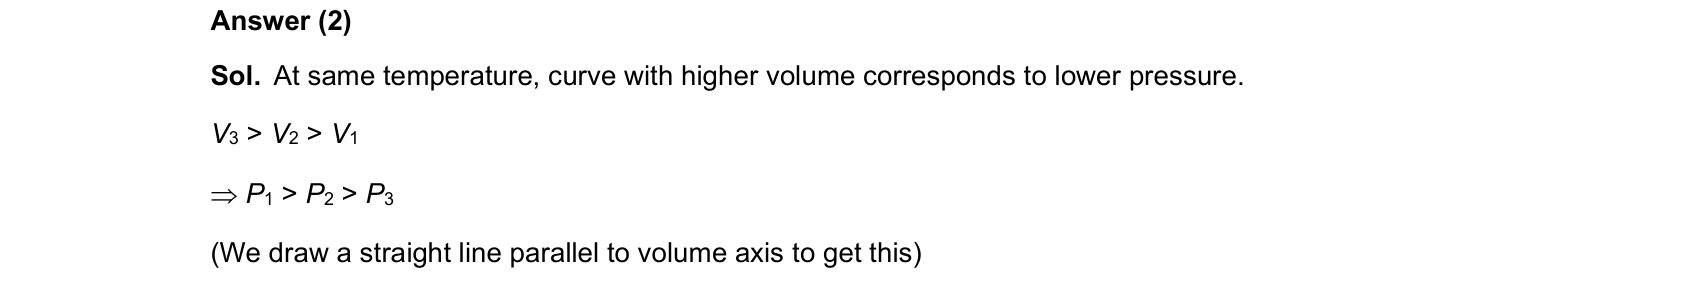 Answer (2)
Sol. At same temperature, curve with higher volume corresponds to lower pressure.
V₃ > V₂ > V₁
⇒ P₁ > P₂ > P₃
(We draw a straight line parallel to volume axis to get this)